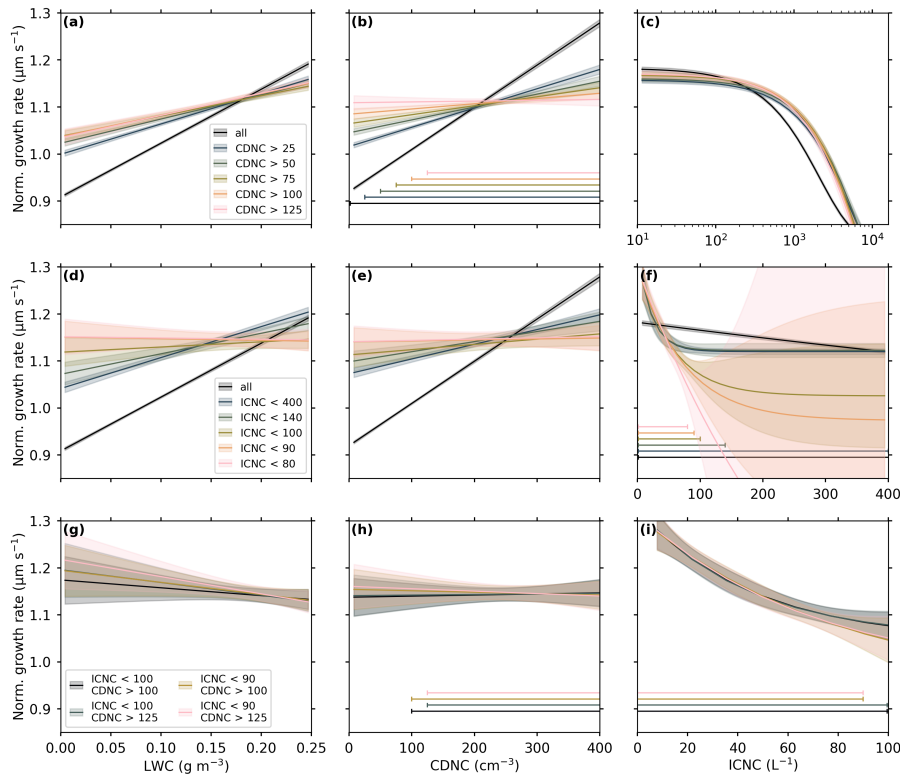 (a) (b) (c)
1.3
1.2
1.1
1.0
0.9
Norm. growth rate (μm s⁻¹)
all
CDNC > 25
CDNC > 50
CDNC > 75
CDNC > 100
CDNC > 125
10¹ 10² 10³ 10⁴
(d) (e) (f)
1.3
1.2
1.1
1.0
0.9
Norm. growth rate (μm s⁻¹)
all
ICNC < 400
ICNC < 140
ICNC < 100
ICNC < 90
ICNC < 80
0 100 200 300 400
(g) (h) (i)
1.3
1.2
1.1
1.0
0.9
Norm. growth rate (μm s⁻¹)
ICNC < 100
CDNC > 100
ICNC < 100
CDNC > 125
ICNC < 90
CDNC > 100
ICNC < 90
CDNC > 125
0.00 0.05 0.10 0.15 0.20 0.25
LWC (g m⁻³)
0 100 200 300 400
CDNC (cm⁻³)
0 20 40 60 80 100
ICNC (L⁻¹)